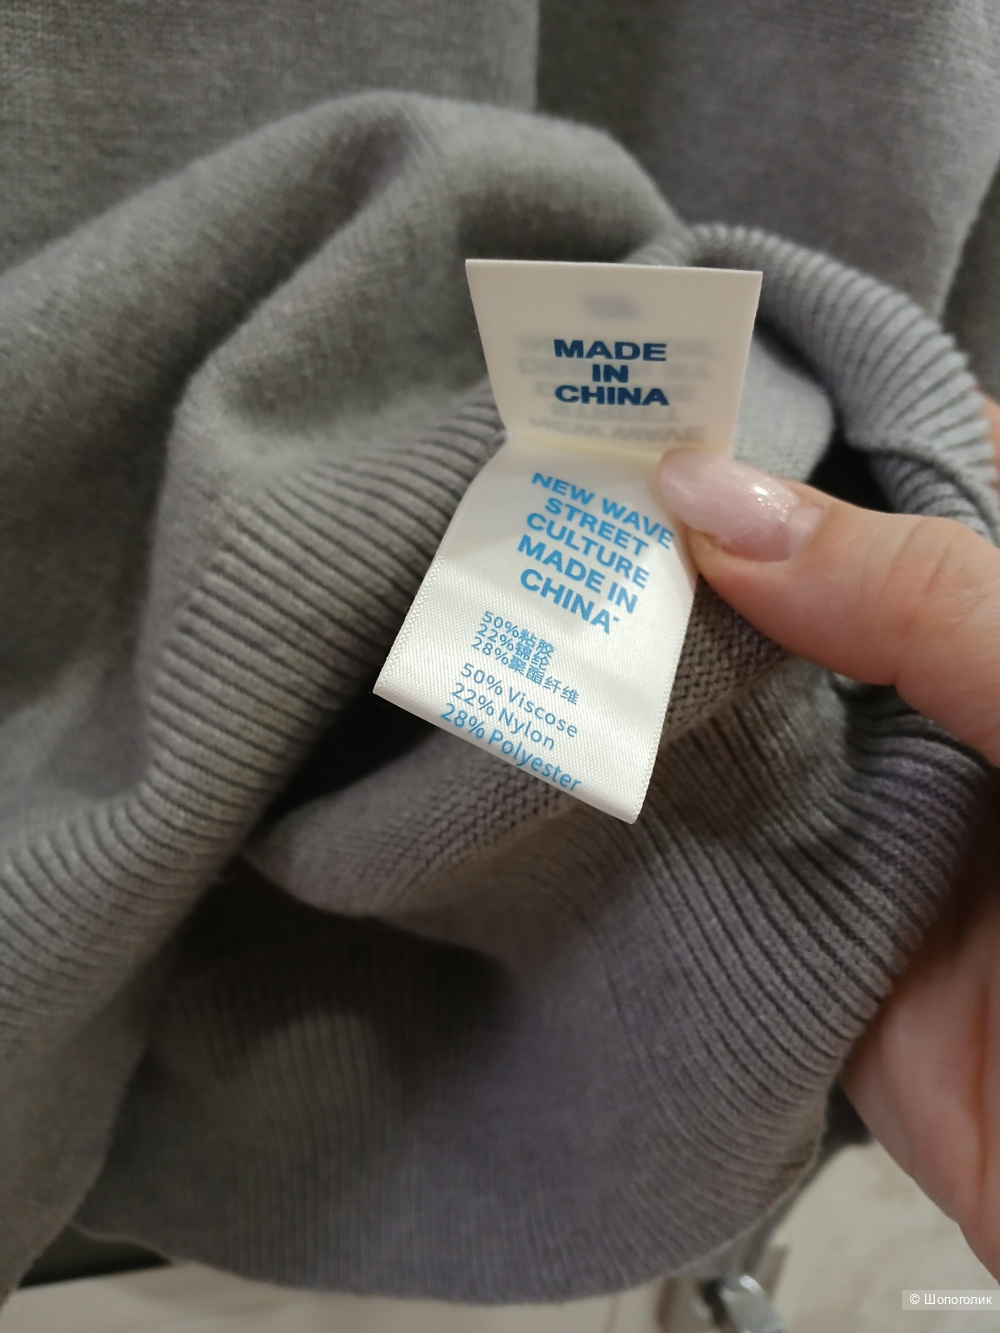 MADE
IN
CHINA
NEW WAVE
STREET
CULTURE
MADE IN
CHINA"
50%粘胶
22%锦纶
28%聚酯纤维
50% Viscose
22% Nylon
28% Polyester
© Шопоголик